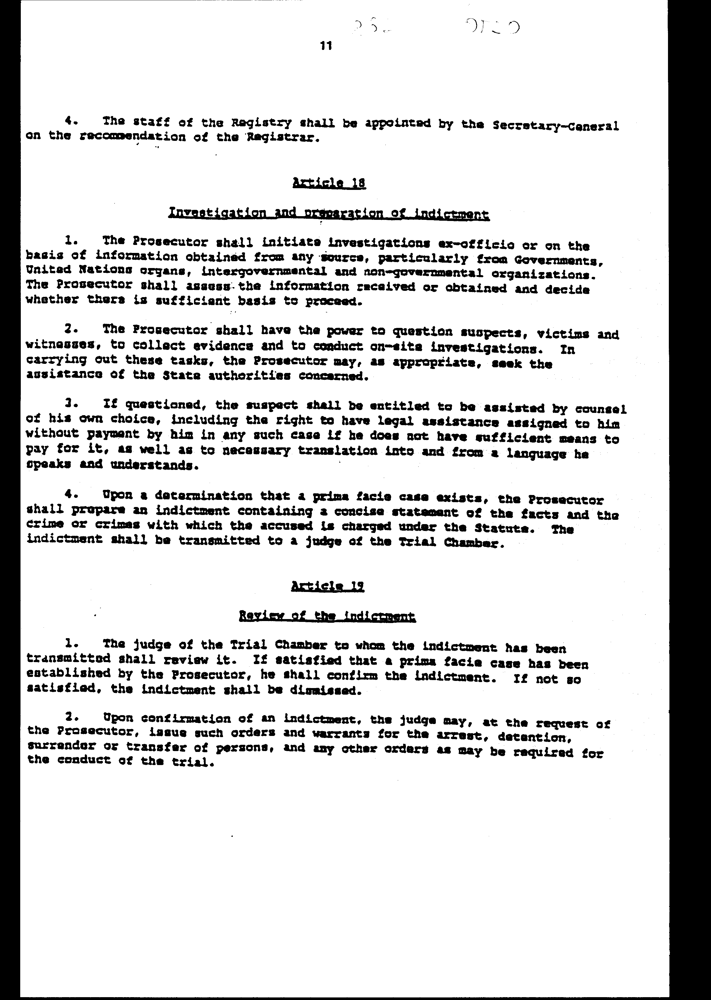 11
4. The staff of the Registry shall be appointed by the Secretary-General
on the recommendation of the Registrar.
Article 18
Investigation and preparation of indictment
1. The Prosecutor shall initiate investigations ex-officio or on the
basis of information obtained from any source, particularly from Governments,
United Nations organs, intergovernmental and non-governmental organizations.
The Prosecutor shall assess the information received or obtained and decide
whether there is sufficient basis to proceed.
2. The Prosecutor shall have the power to question suspects, victims and
witnesses, to collect evidence and to conduct on-site investigations. In
carrying out these tasks, the Prosecutor may, as appropriate, seek the
assistance of the State authorities concerned.
3. If questioned, the suspect shall be entitled to be assisted by counsel
of his own choice, including the right to have legal assistance assigned to him
without payment by him in any such case if he does not have sufficient means to
pay for it, as well as to necessary translation into and from a language he
speaks and understands.
4. Upon a determination that a prima facie case exists, the Prosecutor
shall prepare an indictment containing a concise statement of the facts and the
crime or crimes with which the accused is charged under the Statute. The
indictment shall be transmitted to a judge of the Trial Chamber.
Article 19
Review of the indictment
1. The judge of the Trial Chamber to whom the indictment has been
transmitted shall review it. If satisfied that a prima facie case has been
established by the Prosecutor, he shall confirm the indictment. If not so
satisfied, the indictment shall be dismissed.
2. Upon confirmation of an indictment, the judge may, at the request of
the Prosecutor, issue such orders and warrants for the arrest, detention,
surrender or transfer of persons, and any other orders as may be required for
the conduct of the trial.